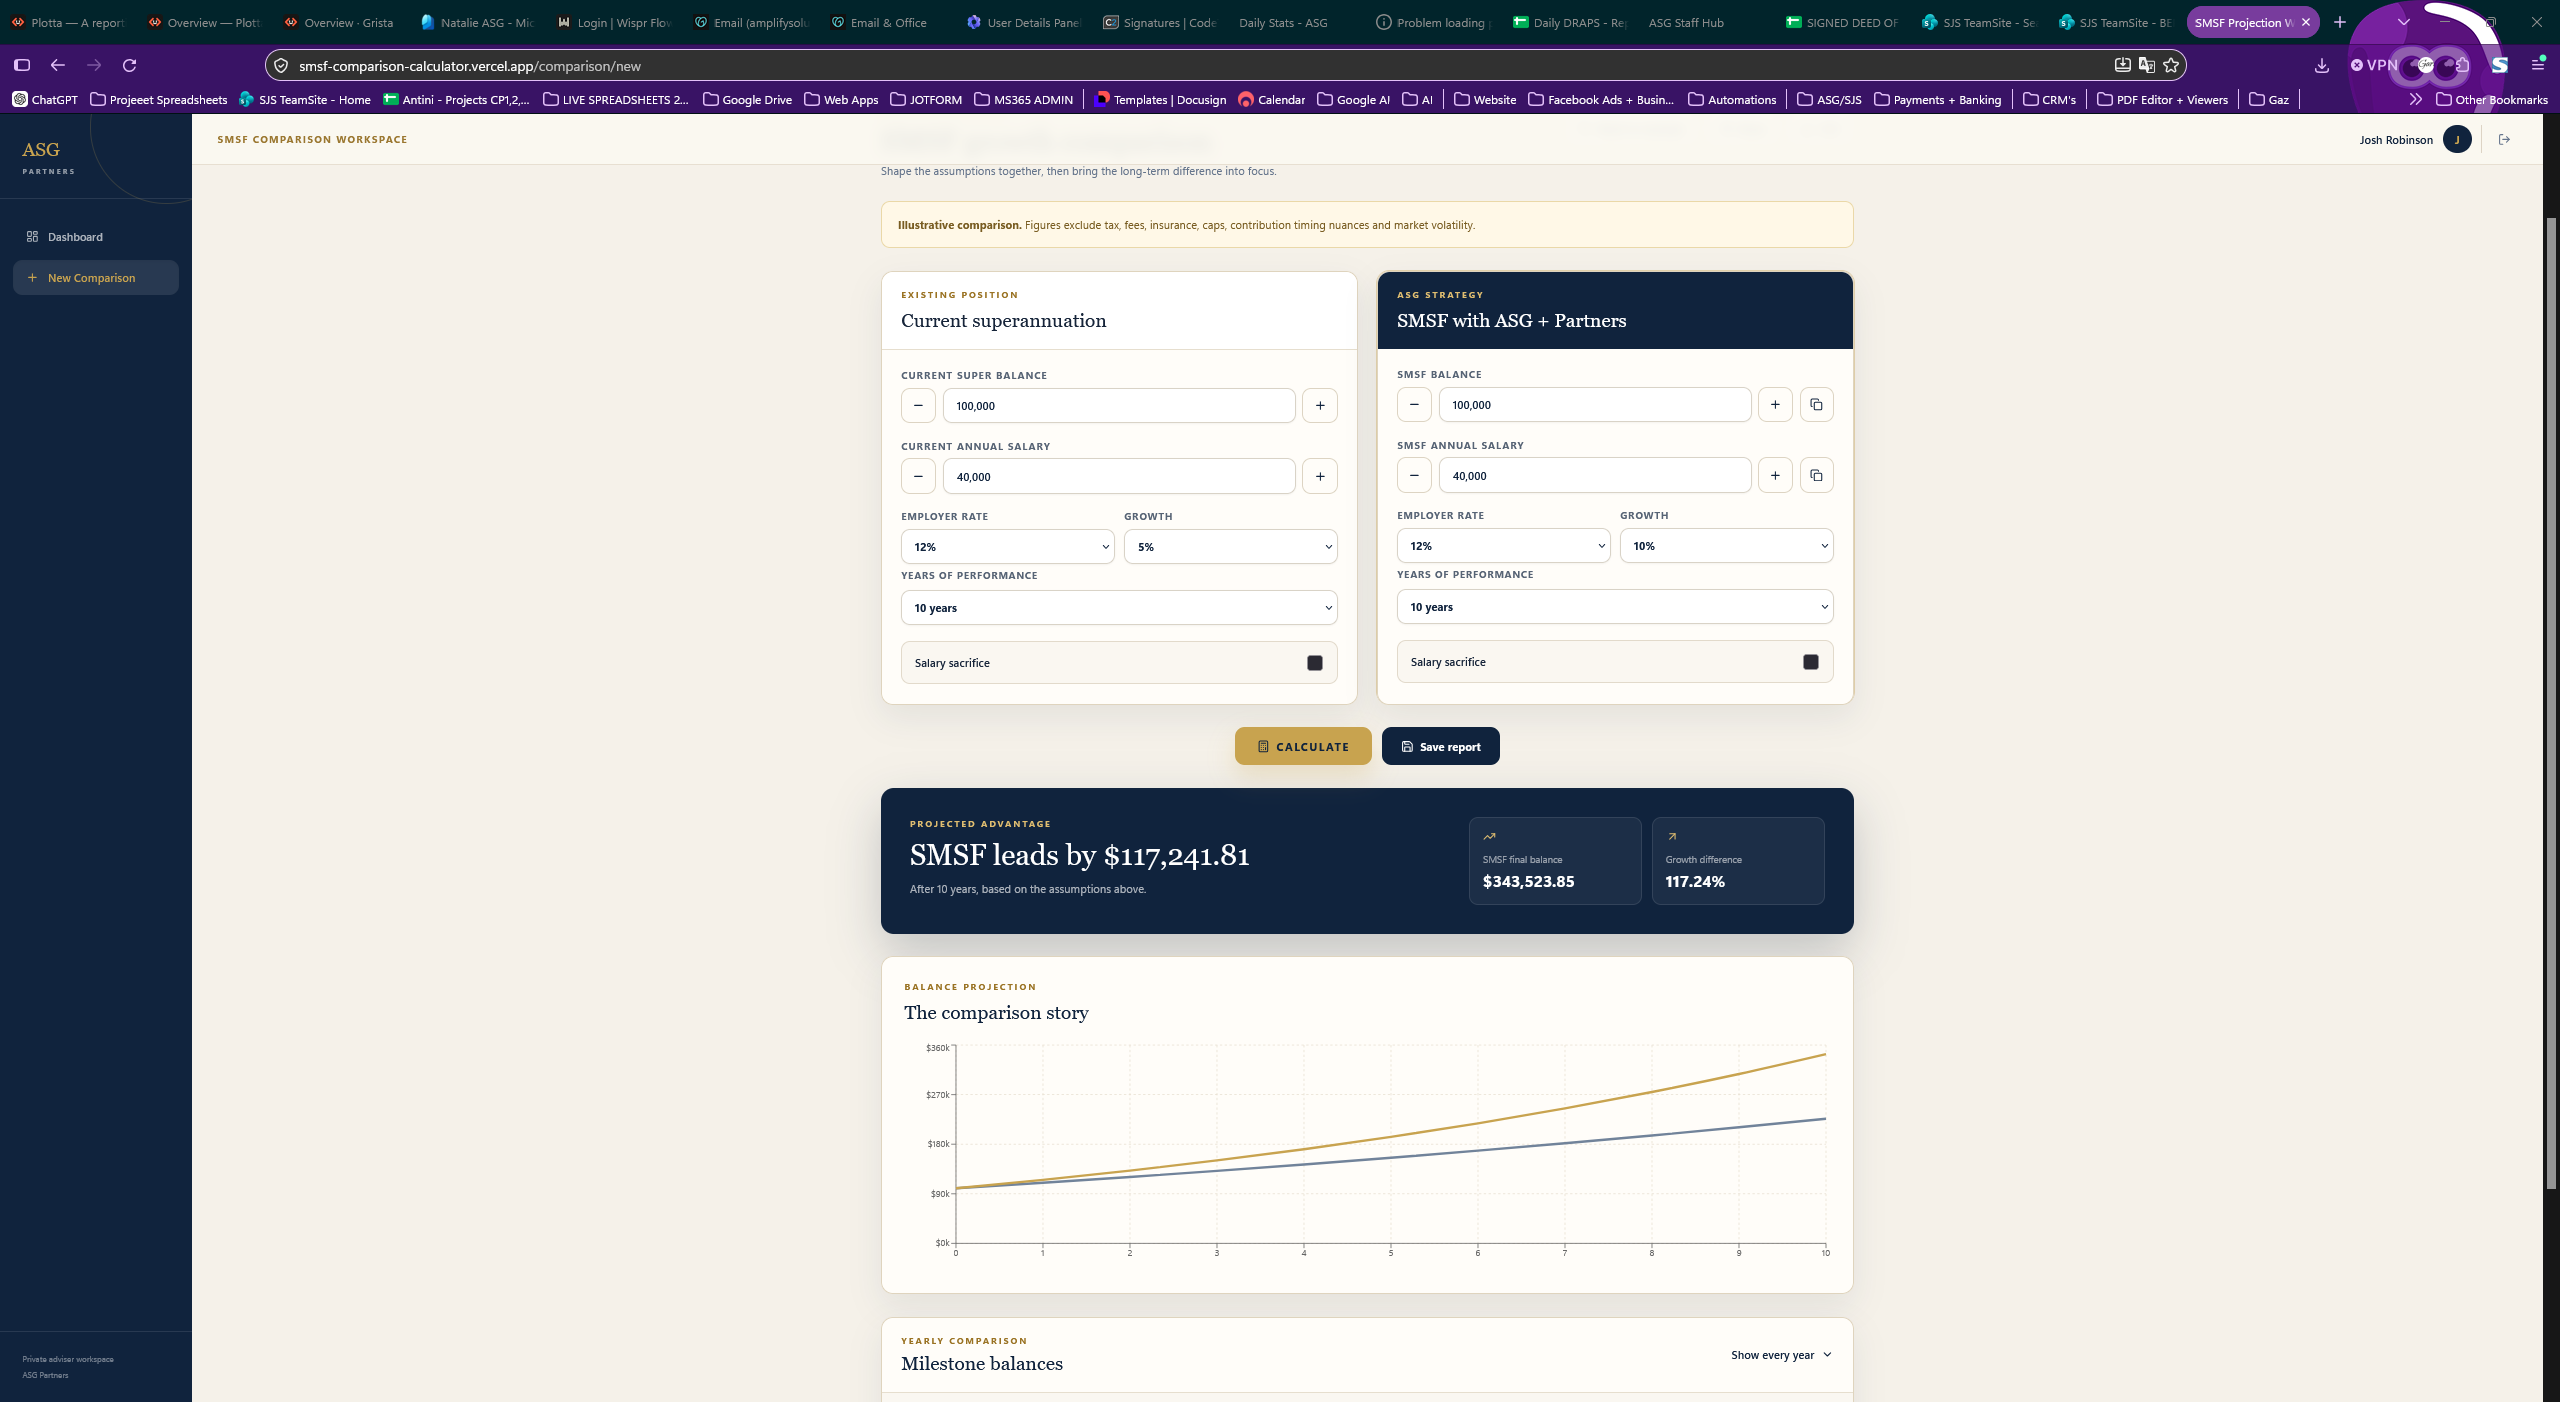 Plotta — A report
Overview — Plott
Overview · Grista
Natalie ASG - Mic
Login | Wispr Flov
Email (amplifysolu
Email & Office
User Details Pane
Signatures | Code
Daily Stats - ASG
Problem loading p
Daily DRAPS - Rep
ASG Staff Hub
SIGNED DEED OF
SJS TeamSite - Sea
SJS TeamSite - BE
SMSF Projection W
smsf-comparison-calculator.vercel.app/comparison/new
VPN
ChatGPT
Projeeet Spreadsheets
SJS TeamSite - Home
Antini - Projects CP1,2,...
LIVE SPREADSHEETS 2...
Google Drive
Web Apps
JOTFORM
MS365 ADMIN
Templates | Docusign
Calendar
Google AI
AI
Website
Facebook Ads + Busin...
Automations
ASG/SJS
Payments + Banking
CRM's
PDF Editor + Viewers
Gaz
Other Bookmarks
ASG
PARTNERS
Dashboard
New Comparison
Private adviser workspace
ASG Partners
SMSF COMPARISON WORKSPACE
Josh Robinson
J
Shape the assumptions together, then bring the long-term difference into focus.
Illustrative comparison. Figures exclude tax, fees, insurance, caps, contribution timing nuances and market volatility.
EXISTING POSITION
Current superannuation
CURRENT SUPER BALANCE
100,000
CURRENT ANNUAL SALARY
40,000
EMPLOYER RATE
GROWTH
12%
5%
YEARS OF PERFORMANCE
10 years
Salary sacrifice
ASG STRATEGY
SMSF with ASG + Partners
SMSF BALANCE
100,000
SMSF ANNUAL SALARY
40,000
EMPLOYER RATE
GROWTH
12%
10%
YEARS OF PERFORMANCE
10 years
Salary sacrifice
CALCULATE
Save report
PROJECTED ADVANTAGE
SMSF leads by $117,241.81
After 10 years, based on the assumptions above.
SMSF final balance
$343,523.85
Growth difference
117.24%
BALANCE PROJECTION
The comparison story
$360k
$270k
$180k
$90k
$0k
0 1 2 3 4 5 6 7 8 9 10
YEARLY COMPARISON
Milestone balances
Show every year